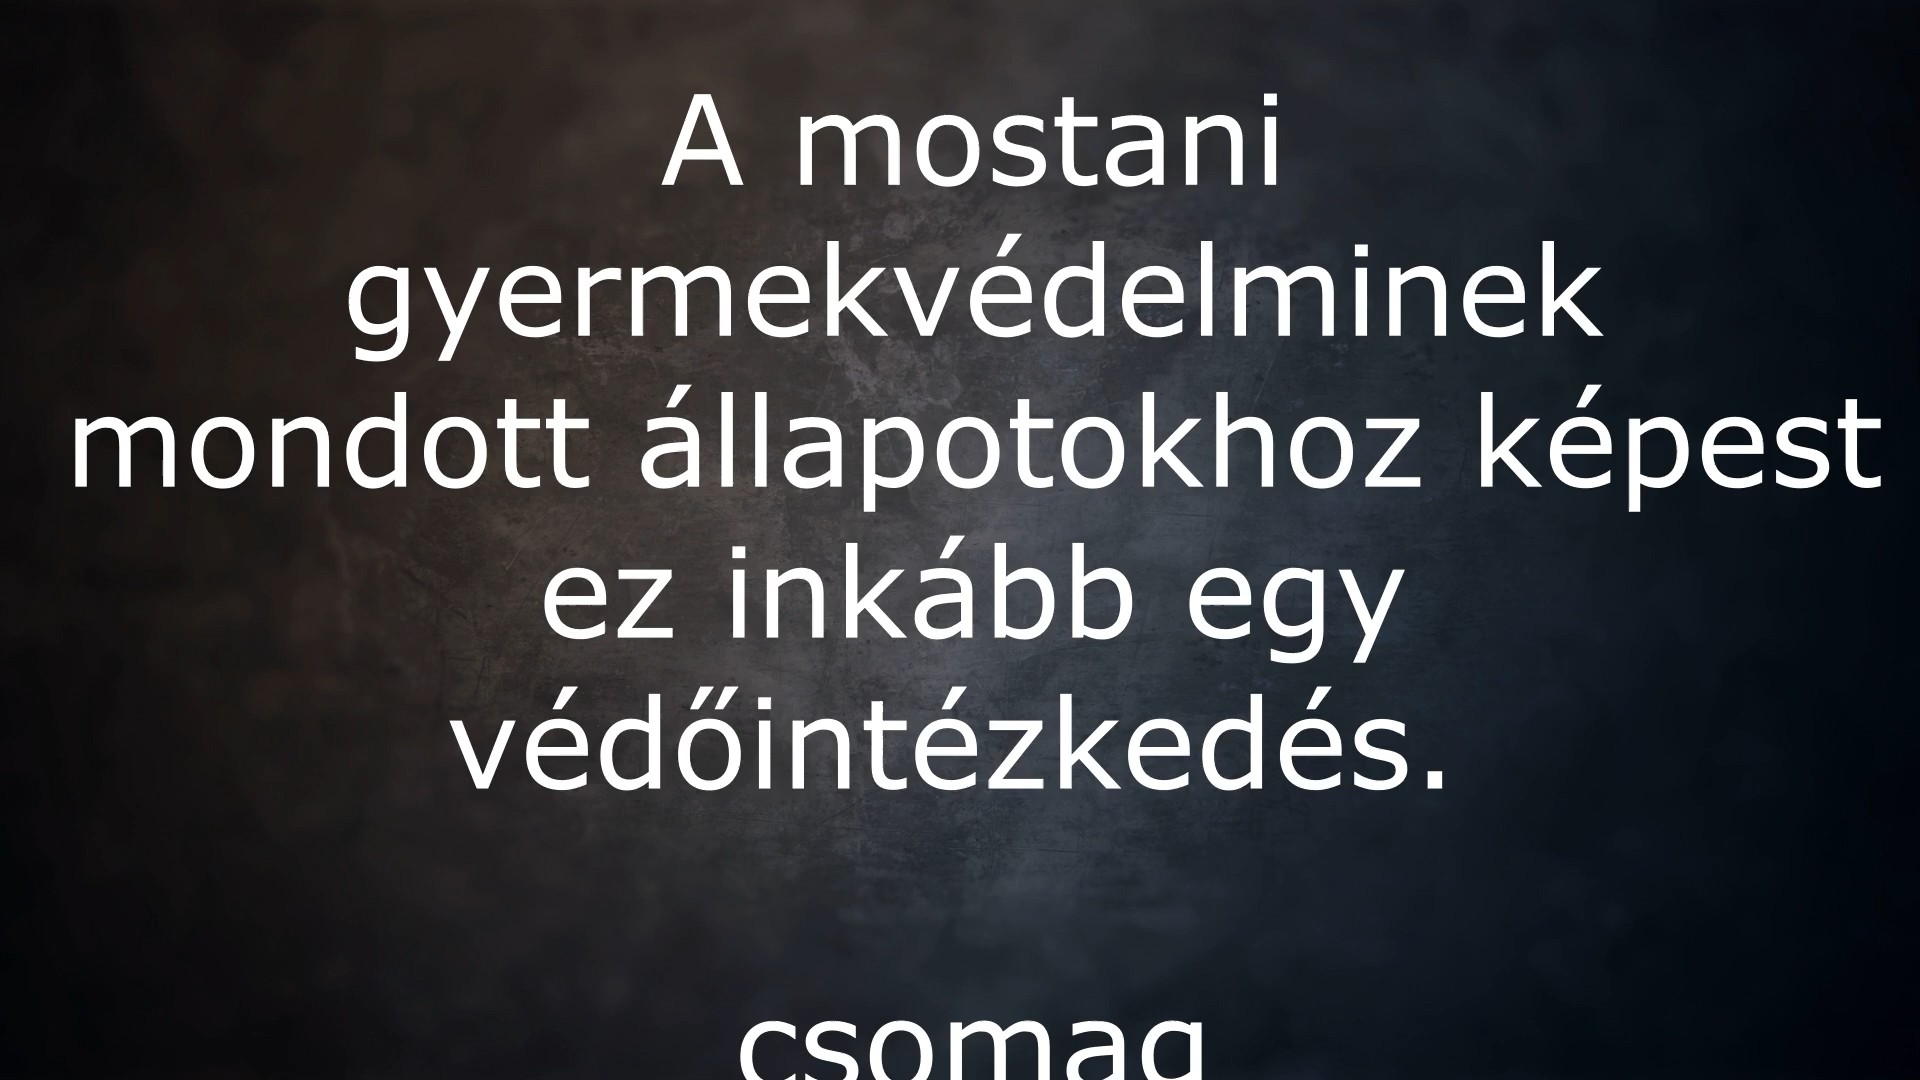 A mostani
gyermekvédelminek
mondott állapotokhoz képest
ez inkább egy
védőintézkedés.
csomag